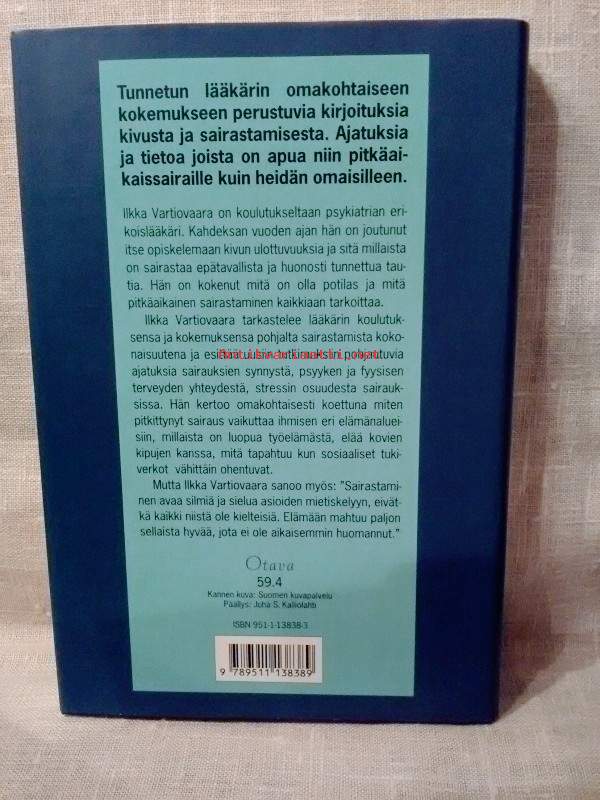 Tunnetun lääkärin omakohtaiseen
kokemukseen perustuvia kirjoituksia
kivusta ja sairastamisesta. Ajatuksia
ja tietoa joista on apua niin pitkäai-
kaissairaille kuin heidän omaisilleen.
Ilkka Vartiovaara on koulutukseltaan psykiatrian eri-
koislääkäri. Kahdeksan vuoden ajan hän on joutunut
itse opiskelemaan kivun ulottuvuuksia ja sitä millaista
on sairastaa epätavallista ja huonosti tunnettua tau-
tia. Hän on kokenut mitä on olla potilas ja mitä
pitkäaikainen sairastaminen kaikkiaan tarkoittaa.
Ilkka Vartiovaara tarkastelee lääkärin koulutuk-
sensa ja kokemuksensa pohjalta sairastamista koko-
naisuutena ja esittää uusiin tutkimuksiin pohjautuvia
ajatuksia sairauksien synnystä, psyyken ja fyysisen
terveyden yhteydestä, stressin osuudesta sairauk-
sissa. Hän kertoo omakohtaisesti koettuna miten
pitkittynyt sairaus vaikuttaa ihmisen eri elämänaluei-
siin, millaista on luopua työelämästä, elää kovien
kipujen kanssa, mitä tapahtuu kun sosiaaliset tuki-
verkot vähittäin ohentuvat.
Mutta Ilkka Vartiovaara sanoo myös: "Sairastami-
nen avaa silmiä ja sielua asioiden mietiskelyyn, eivät-
kä kaikki niistä ole kielteisiä. Elämään mahtuu paljon
sellaista hyvää, jota ei ole aikaisemmin huomannut."
Otava
59.4
Kannen kuva: Suomen kuvapalvelu
Päällys: Juha S. Kalliolahti
ISBN 951-1-13838-3
9 789511 138389